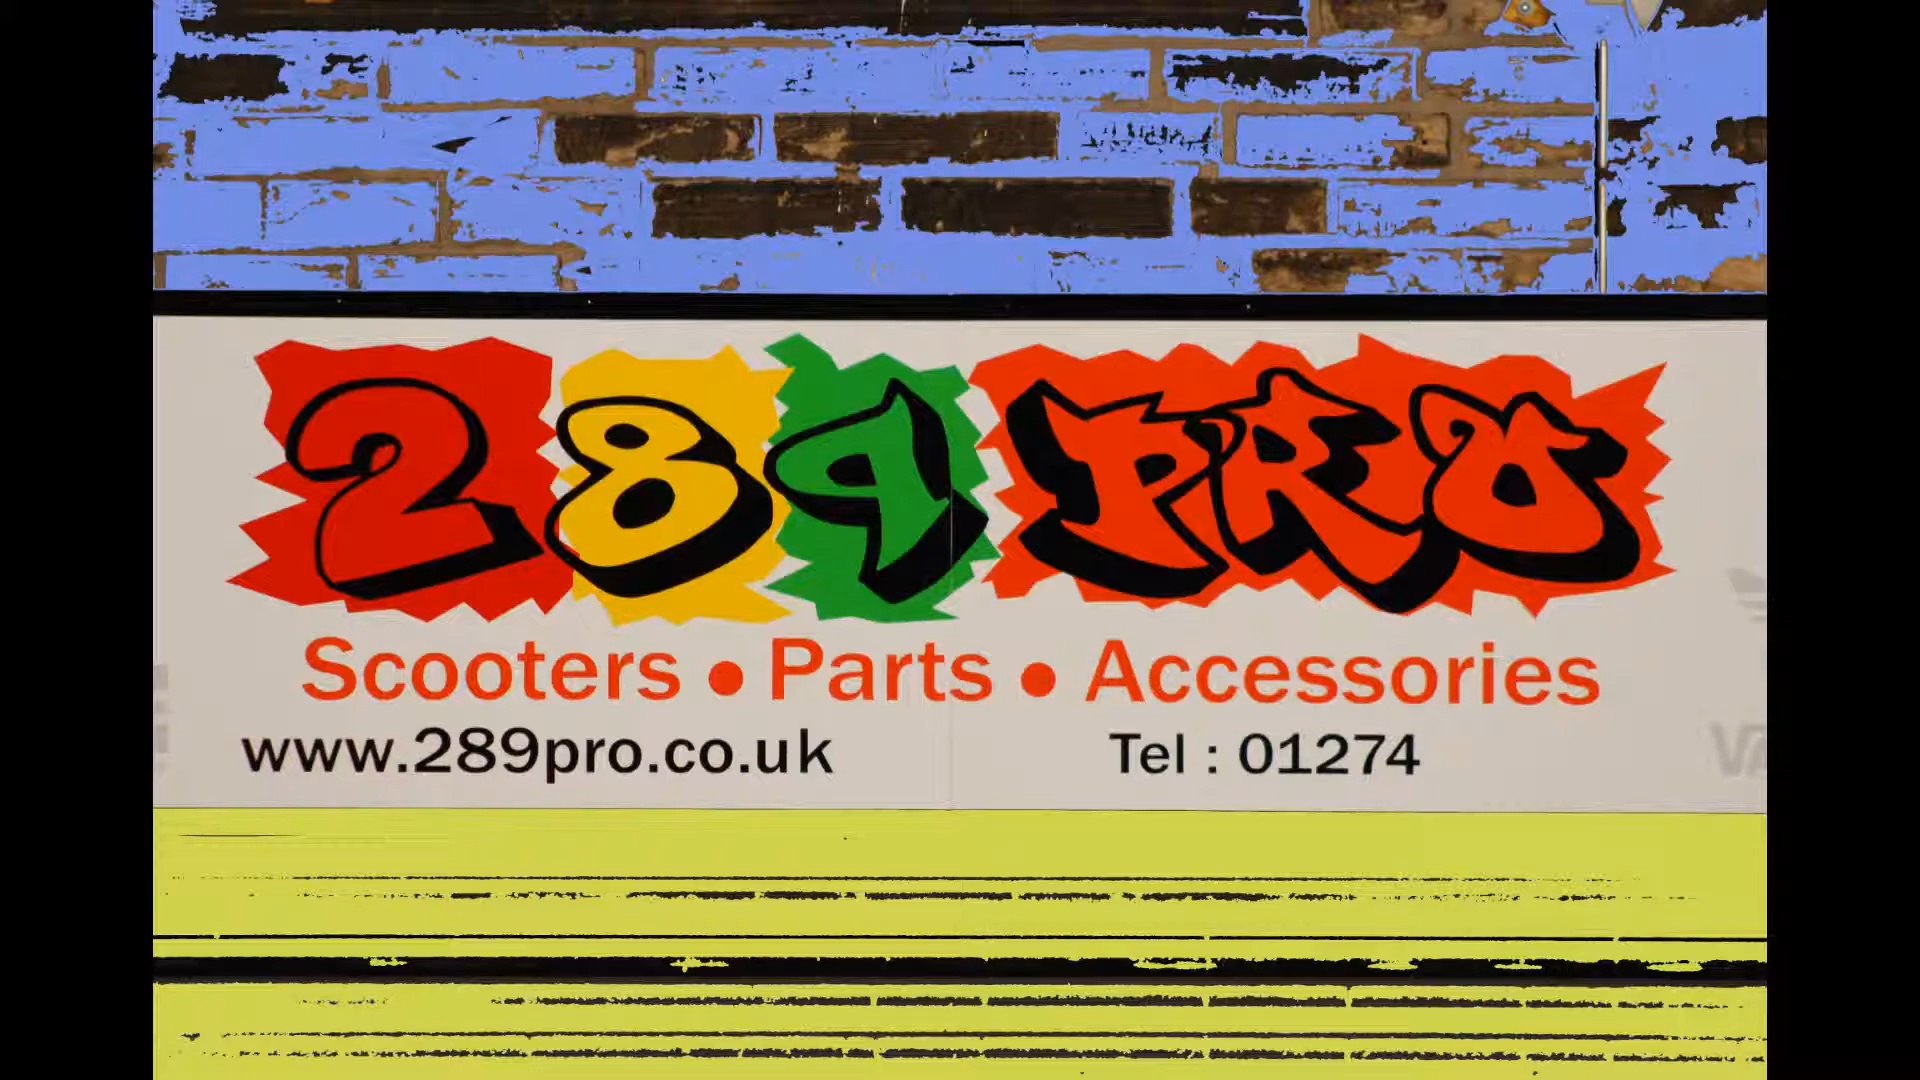 289 PRO
Scooters • Parts • Accessories
www.289pro.co.uk
Tel : 01274